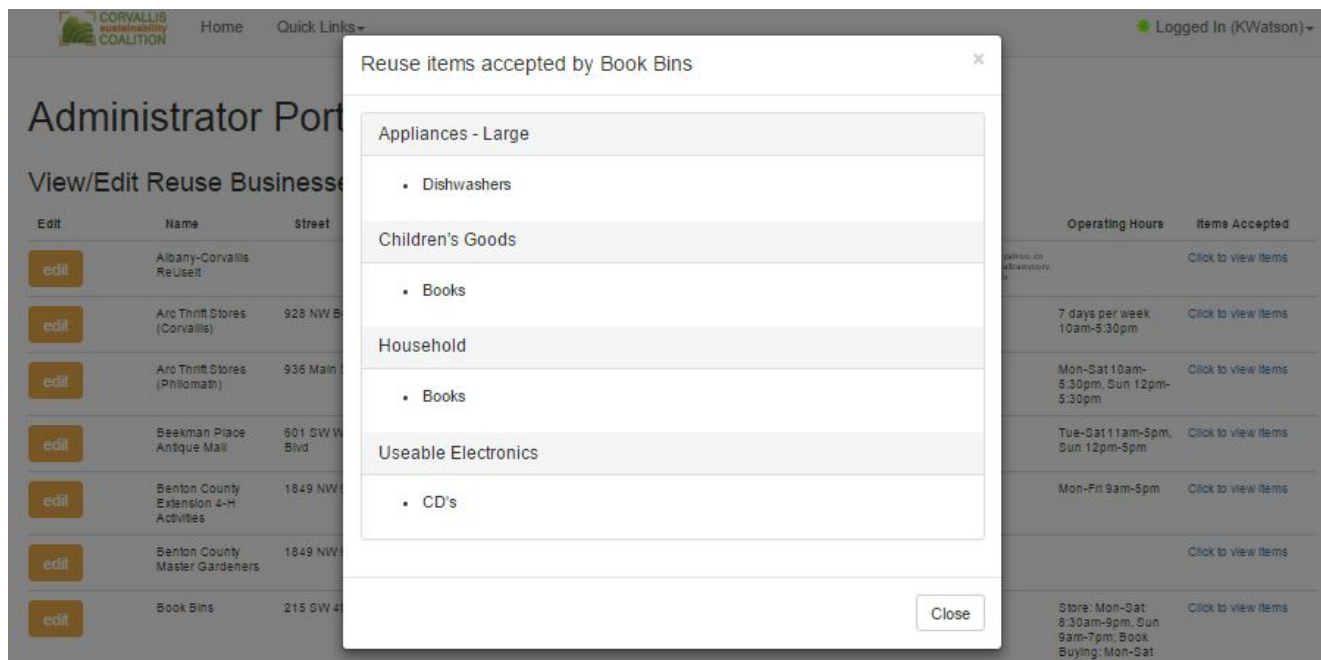 CORVALLIS
sustainability
COALITION
Home
Quick Links
Logged In (KWatson)
Reuse items accepted by Book Bins
×
Appliances - Large
• Dishwashers
Children's Goods
• Books
Household
• Books
Useable Electronics
• CD's
Close
Administrator Port
View/Edit Reuse Businesse
Edit Name Street Operating Hours Items Accepted
edit Albany-Corvallis Click to view items
ReUseIt
edit Arc Thrift Stores 928 NW 7 days per week Click to view items
(Corvallis) 10am-5:30pm
edit Arc Thrift Stores 936 Main Mon-Sat 10am- Click to view items
(Philomath) 5:30pm, Sun 12pm-
5:30pm
edit Beekman Place 601 SW W Tue-Sat 11am-5pm, Click to view items
Antique Mall Blvd Sun 12pm-5pm
edit Benton County 1849 NW Mon-Fri 9am-5pm Click to view items
Extension 4-H
Activities
edit Benton County 1849 NW Click to view items
Master Gardeners
edit Book Bins 215 SW 4t Store: Mon-Sat: Click to view items
8:30am-9pm, Sun
9am-7pm; Book
Buying: Mon-Sat